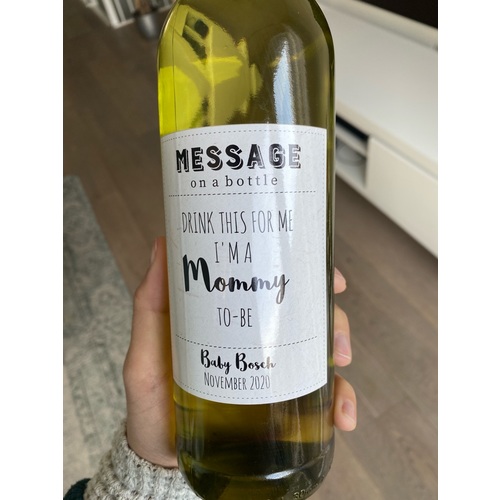 MESSAGE
on a bottle
DRINK THIS FOR ME
I'M A
Mommy
TO-BE
Baby Bosch
NOVEMBER 2020